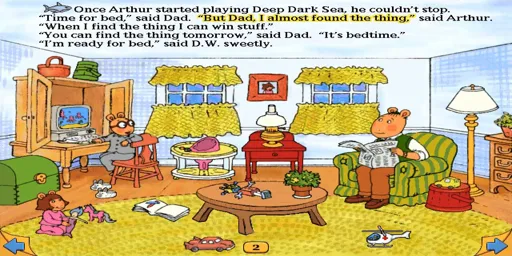 Once Arthur started playing Deep Dark Sea, he couldn't stop.
"Time for bed," said Dad. "But Dad, I almost found the thing," said Arthur.
"When I find the thing I can win stuff."
"You can find the thing tomorrow," said Dad. "It's bedtime."
"I'm ready for bed," said D.W. sweetly.
2